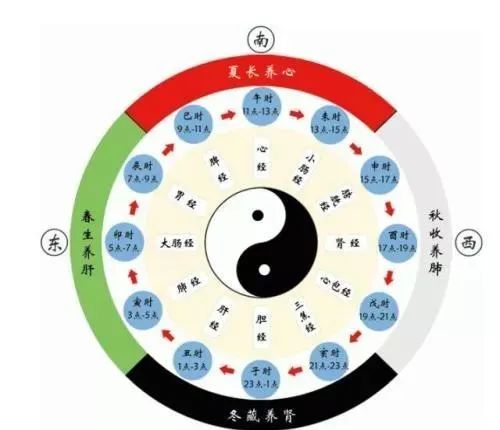 南
夏长养心
午时
11点-13点
巳时
9点-11点
未时
13点-15点
辰时
7点-9点
申时
15点-17点
卯时
5点-7点
酉时
17点-19点
寅时
3点-5点
戌时
19点-21点
丑时
1点-3点
亥时
21点-23点
子时
23点-1点
心经
小肠经
脾经
膀胱经
胃经
大肠经
肾经
肺经
心包经
肝经
三焦经
胆经
东
春生养肝
秋收养肺
西
冬藏养肾